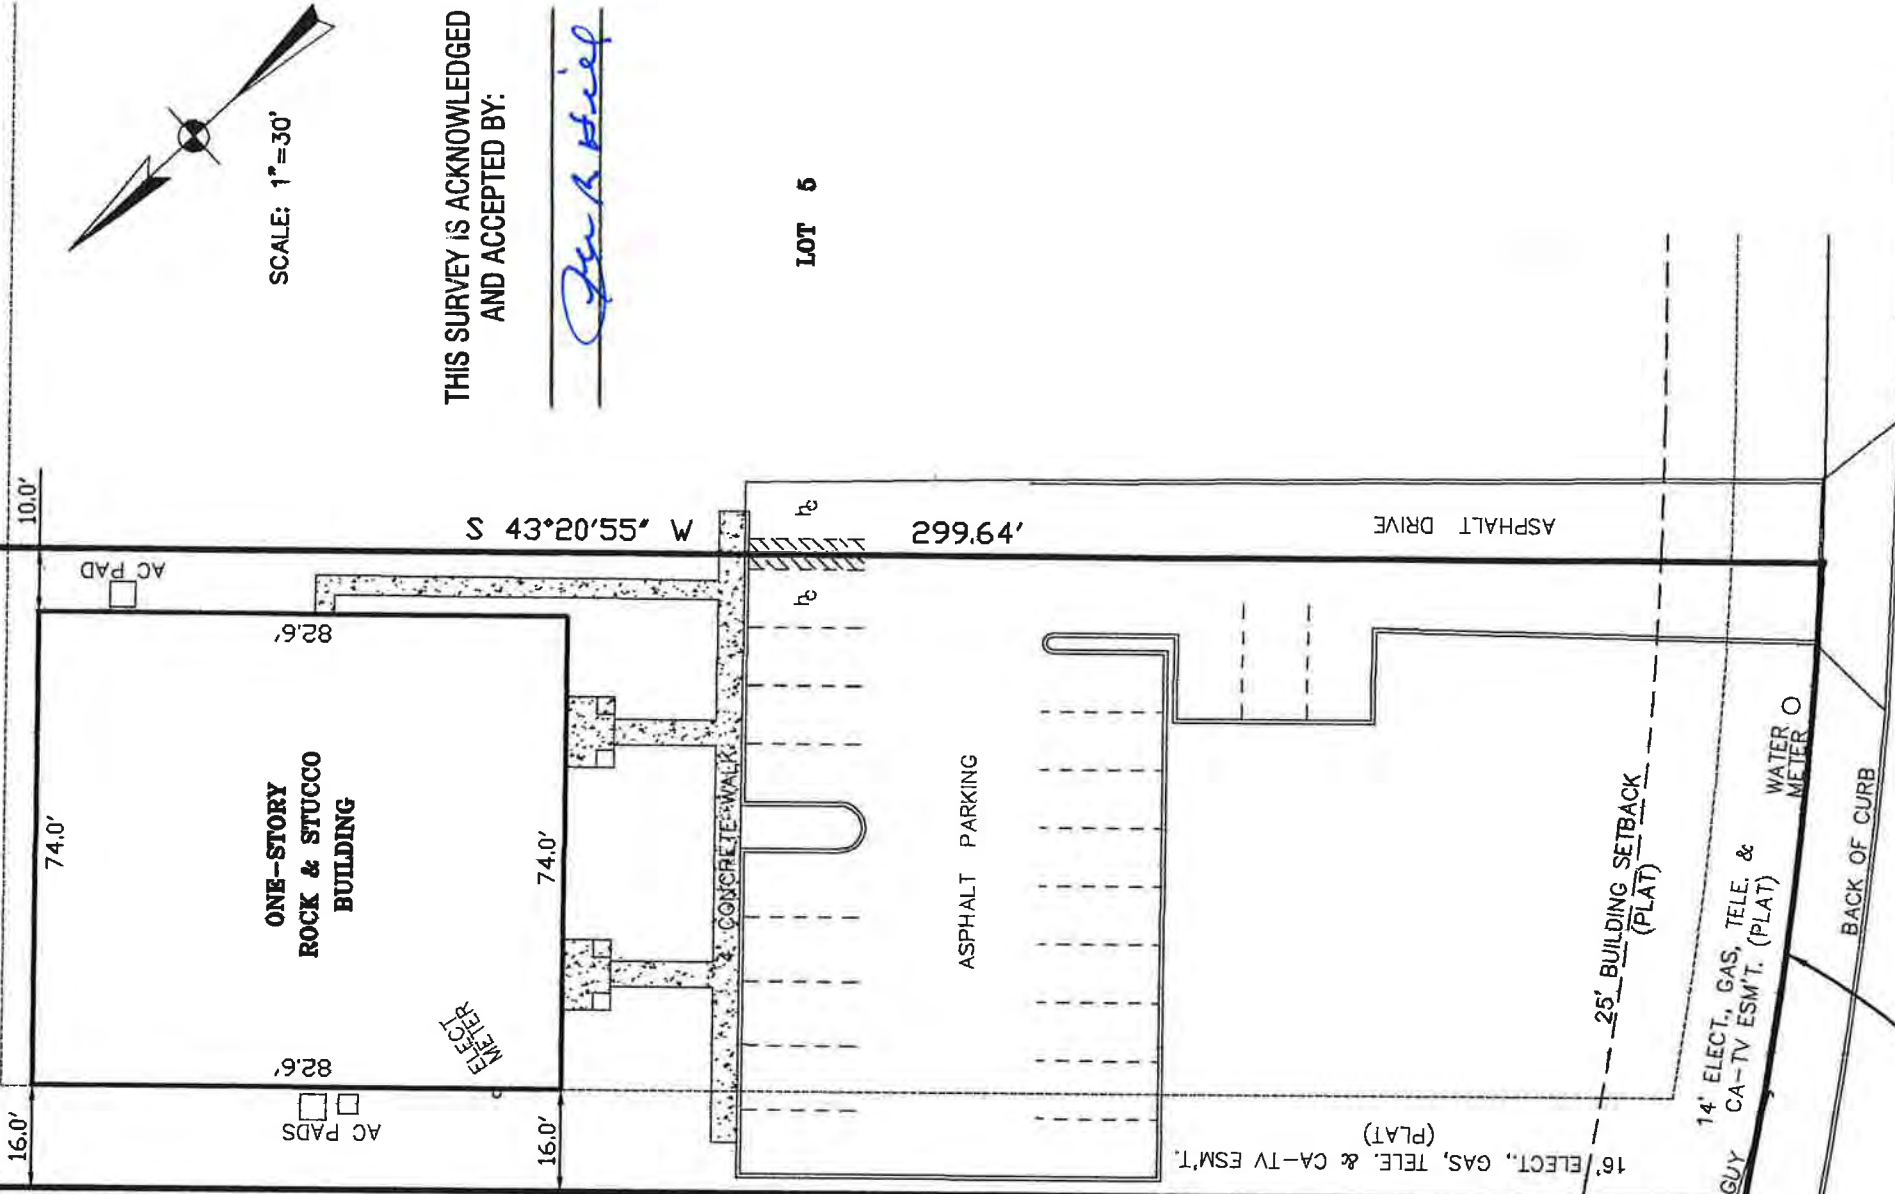 SCALE: 1"=30'
THIS SURVEY IS ACKNOWLEDGED
AND ACCEPTED BY:
LOT 5
10.0'
S 43°20'55" W 299.64'
AC PAD
82.6'
74.0'
ONE-STORY
ROCK & STUCCO
BUILDING
74.0'
ELECT
METER
82.6'
16.0'
AC PADS
16.0'
hc
hc
4' CONCRETE WALK
ASPHALT PARKING
ASPHALT DRIVE
25' BUILDING SETBACK
(PLAT)
WATER
METER
14' ELECT., GAS, TELE. &
CA-TV ESM'T. (PLAT)
BACK OF CURB
16' ELECT., GAS, TELE. & CA-TV ESM'T.
(PLAT)
GUY